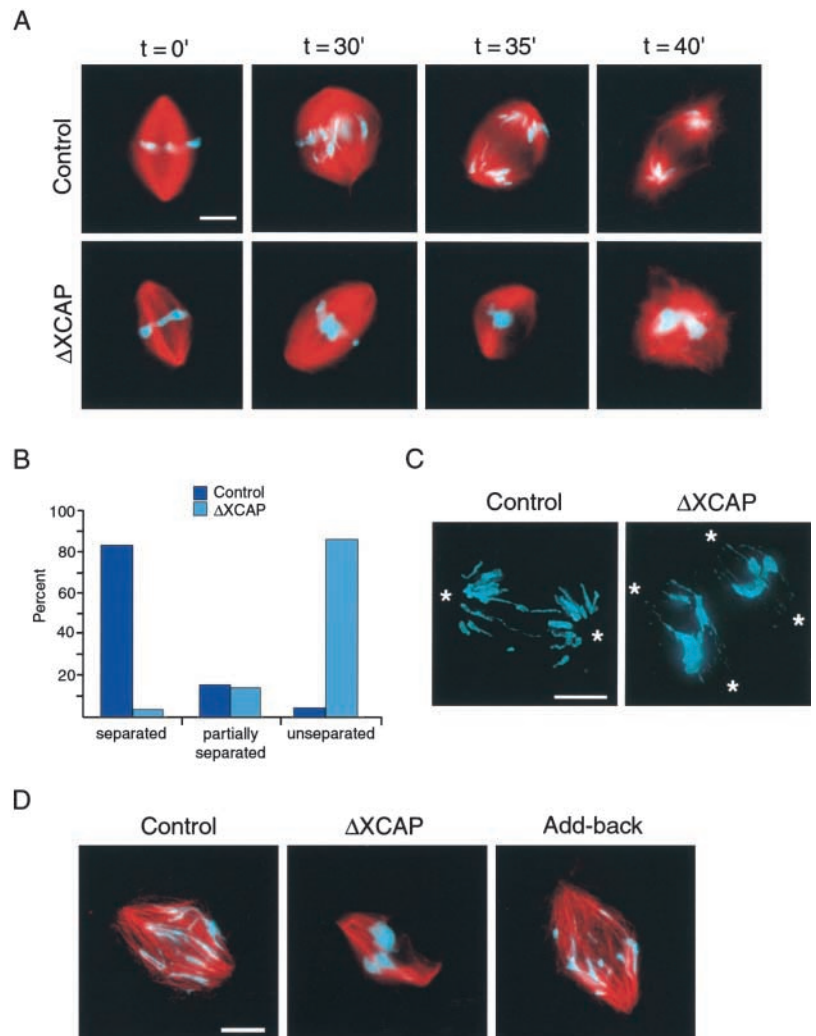 A
t = 0' t = 30' t = 35' t = 40'
Control
ΔXCAP
B
Control
ΔXCAP
100
80
60
40
20
Percent
separated partially separated unseparated
C
Control ΔXCAP
* * * * * *
D
Control ΔXCAP Add-back